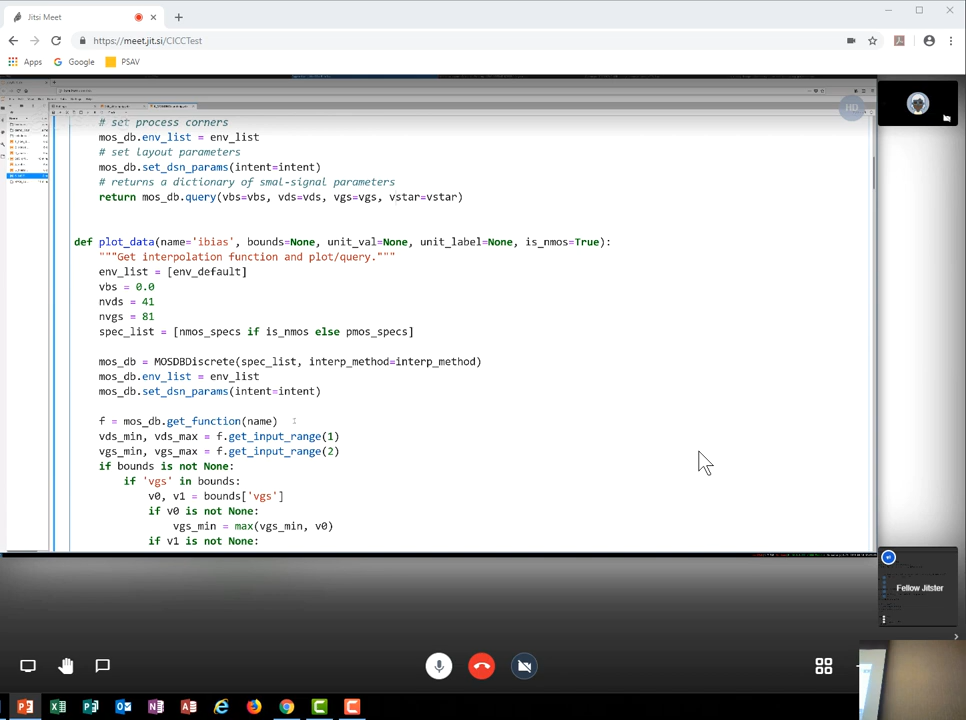 Jitsi Meet
https://meet.jit.si/CICCTest
Apps Google PSAV
HD
# set process corners
mos_db.env_list = env_list
# set layout parameters
mos_db.set_dsn_params(intent=intent)
# returns a dictionary of smal-signal parameters
return mos_db.query(vbs=vbs, vds=vds, vgs=vgs, vstar=vstar)
def plot_data(name='ibias', bounds=None, unit_val=None, unit_label=None, is_nmos=True):
"""Get interpolation function and plot/query."""
env_list = [env_default]
vbs = 0.0
nvds = 41
nvgs = 81
spec_list = [nmos_specs if is_nmos else pmos_specs]
mos_db = MOSDBDiscrete(spec_list, interp_method=interp_method)
mos_db.env_list = env_list
mos_db.set_dsn_params(intent=intent)
f = mos_db.get_function(name)
vds_min, vds_max = f.get_input_range(1)
vgs_min, vgs_max = f.get_input_range(2)
if bounds is not None:
if 'vgs' in bounds:
v0, v1 = bounds['vgs']
if v0 is not None:
vgs_min = max(vgs_min, v0)
if v1 is not None:
Fellow Jitster